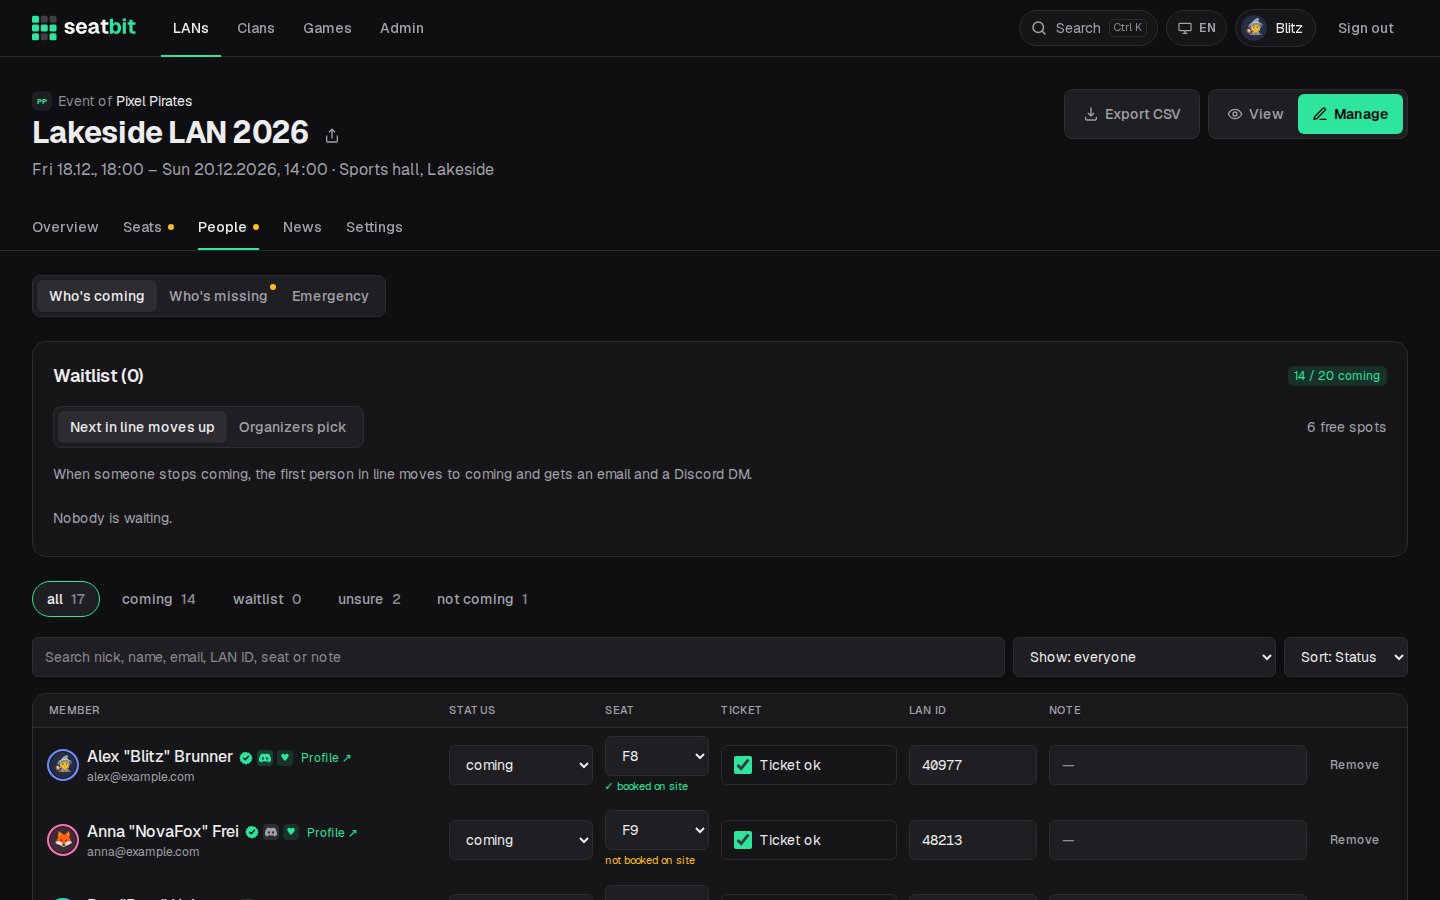 seatbit LANs Clans Games Admin Search Ctrl K EN Blitz Sign out
PP Event of Pixel Pirates
Lakeside LAN 2026
Fri 18.12., 18:00 – Sun 20.12.2026, 14:00 · Sports hall, Lakeside
Export CSV View Manage
Overview Seats People News Settings
Who's coming Who's missing Emergency
Waitlist (0) 14 / 20 coming
Next in line moves up Organizers pick 6 free spots
When someone stops coming, the first person in line moves to coming and gets an email and a Discord DM.
Nobody is waiting.
all 17 coming 14 waitlist 0 unsure 2 not coming 1
Search nick, name, email, LAN ID, seat or note Show: everyone Sort: Status
MEMBER STATUS SEAT TICKET LAN ID NOTE
Alex "Blitz" Brunner Profile ↗ coming F8 Ticket ok 40977 — Remove
alex@example.com ✓ booked on site
Anna "NovaFox" Frei Profile ↗ coming F9 Ticket ok 48213 — Remove
anna@example.com not booked on site